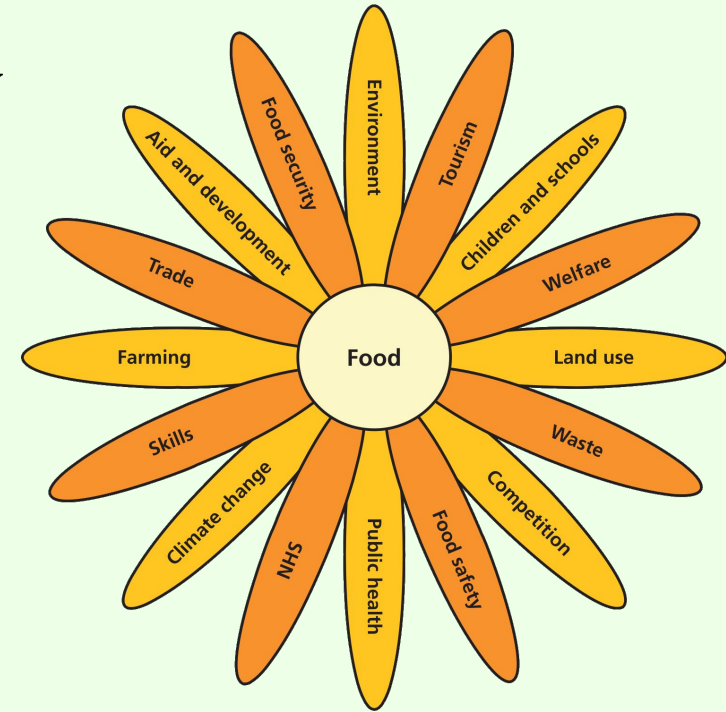 Environment
Tourism
Children and schools
Welfare
Land use
Waste
Competition
Food safety
Public health
NHS
Climate change
Skills
Farming
Trade
Aid and development
Food security
Food